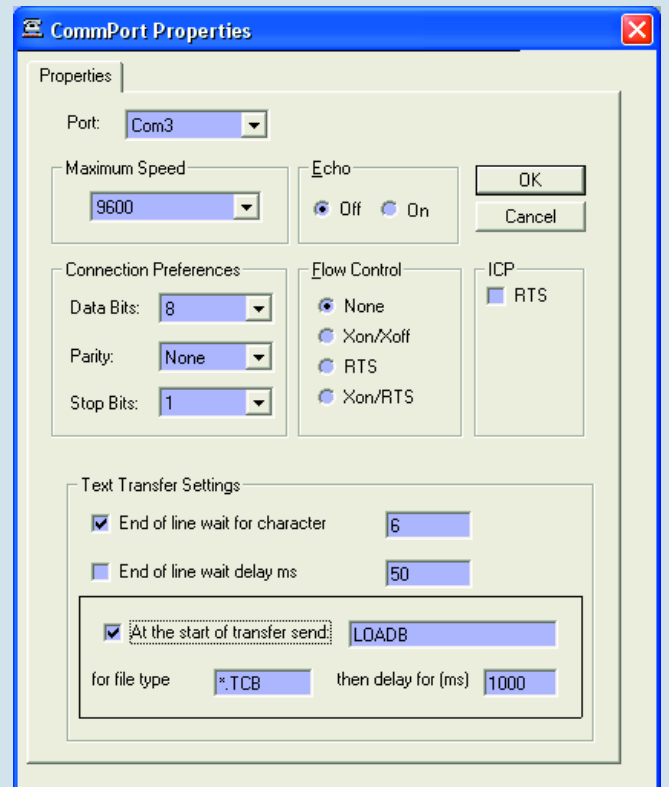 CommPort Properties
Properties
Port: Com3
Maximum Speed
9600
Echo
Off On
OK
Cancel
Connection Preferences
Data Bits: 8
Parity: None
Stop Bits: 1
Flow Control
None
Xon/Xoff
RTS
Xon/RTS
ICP
RTS
Text Transfer Settings
End of line wait for character 6
End of line wait delay ms 50
At the start of transfer send: LOADB
for file type *.TCB then delay for (ms) 1000